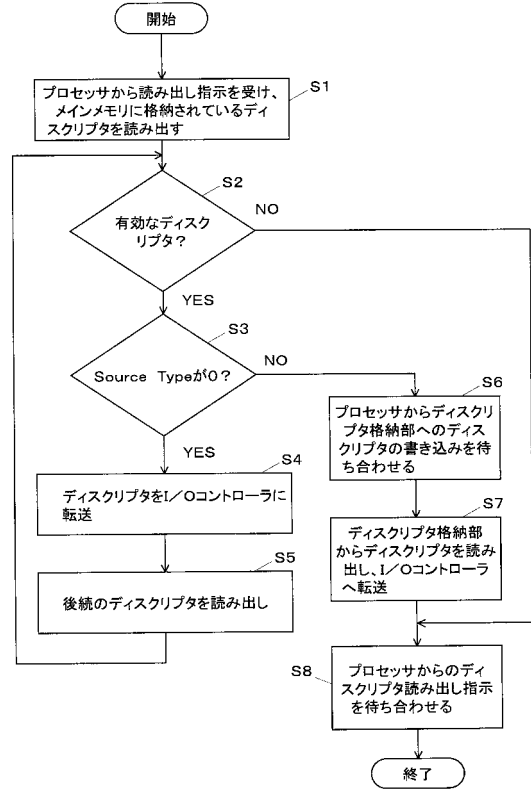 開始
S1
プロセッサから読み出し指示を受け、
メインメモリに格納されているディ
スクリプタを読み出す
S2
有効なディスク
リプタ？
NO
YES
S3
Source Typeが0？
NO
YES
S4
ディスクリプタをI／Oコントローラに
転送
S5
後続のディスクリプタを読み出し
S6
プロセッサからディスクリ
プタ格納部へのディス
クリプタの書き込みを待
ち合わせる
S7
ディスクリプタ格納部
からディスクリプタを読み
出し、I／Oコントローラ
へ転送
S8
プロセッサからのディ
スクリプタ読み出し指示
を待ち合わせる
終了